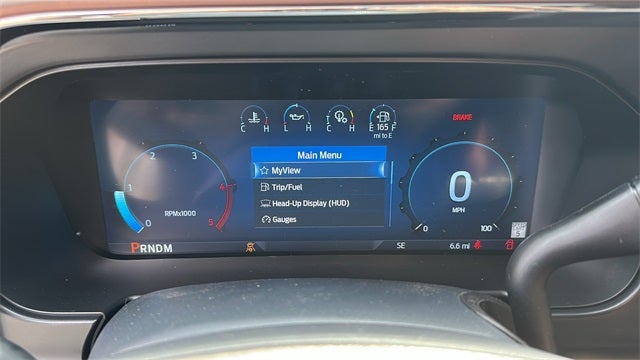 C H
L H
C H
E 165 F
mi to E
BRAKE
Main Menu
MyView
Trip/Fuel
Head-Up Display (HUD)
Gauges
0 1 2 3 4 5
RPMx1000
0
MPH
0 100
PRNDM
SE
6.6 mi